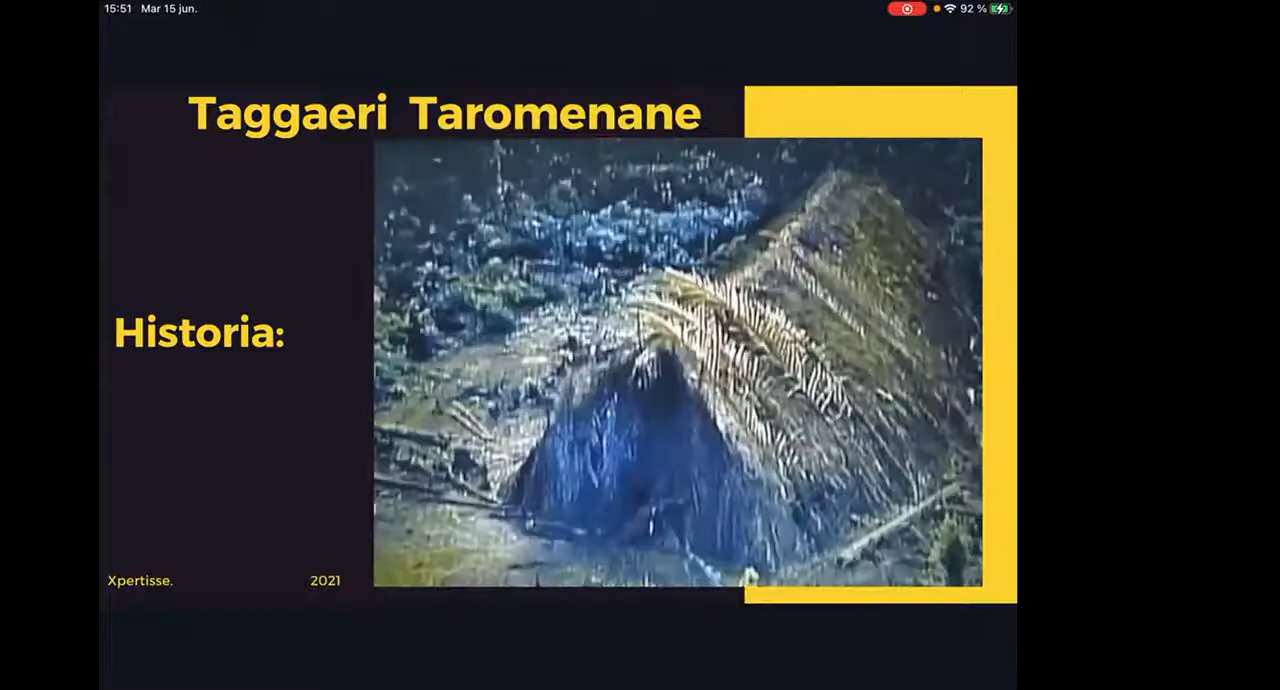 15:51 Mar 15 jun. 92 %
Taggaeri Taromenane
Historia:
Xpertisse. 2021